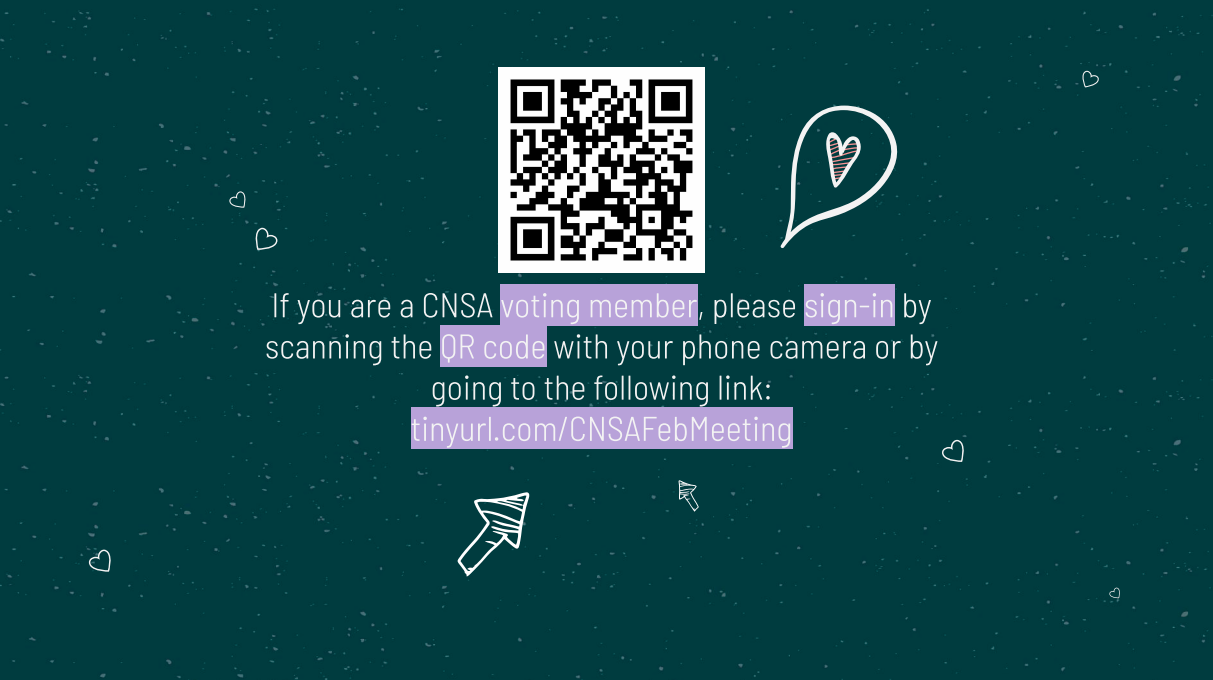 If you are a CNSA voting member, please sign-in by
scanning the QR code with your phone camera or by
going to the following link:
tinyurl.com/CNSAFebMeeting